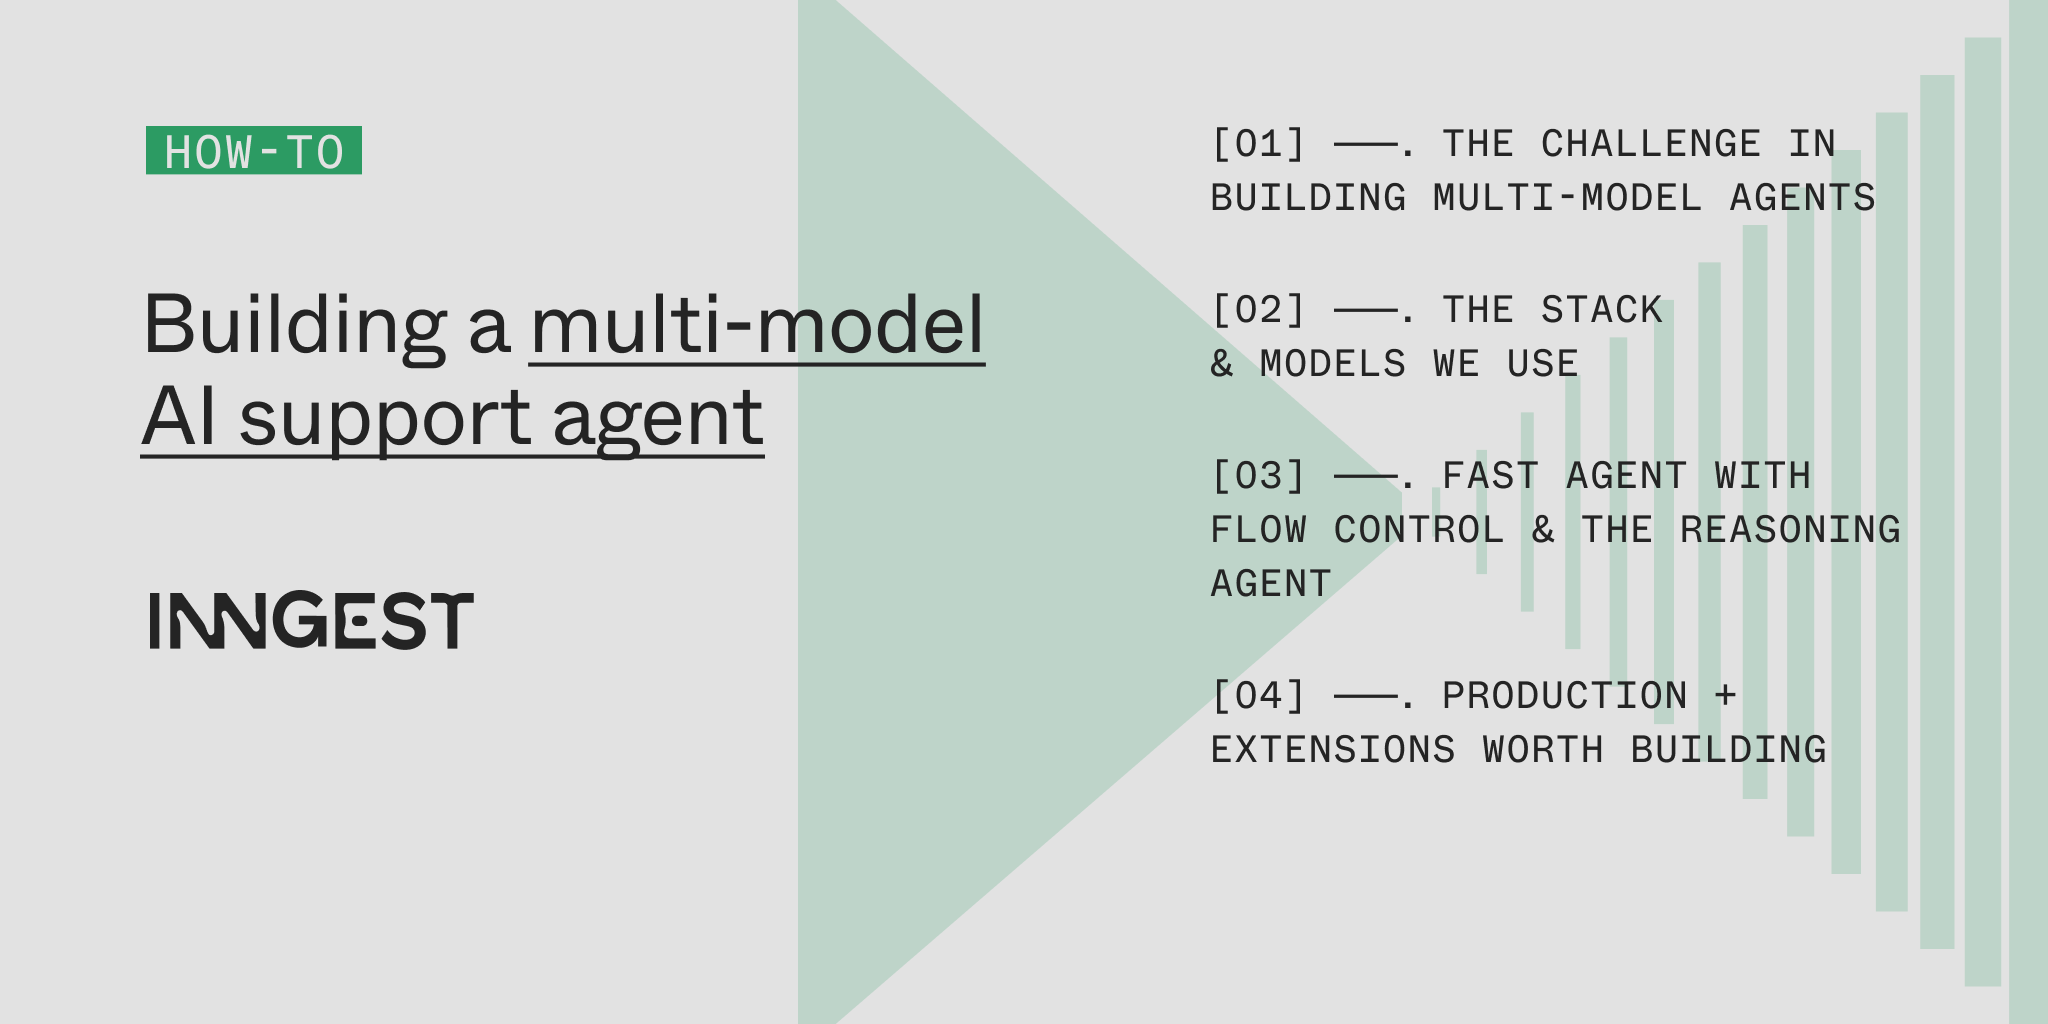 HOW-TO
Building a multi-model
AI support agent
INNGEST
[01] ——. THE CHALLENGE IN
BUILDING MULTI-MODEL AGENTS
[02] ——. THE STACK
& MODELS WE USE
[03] ——. FAST AGENT WITH
FLOW CONTROL & THE REASONING
AGENT
[04] ——. PRODUCTION +
EXTENSIONS WORTH BUILDING